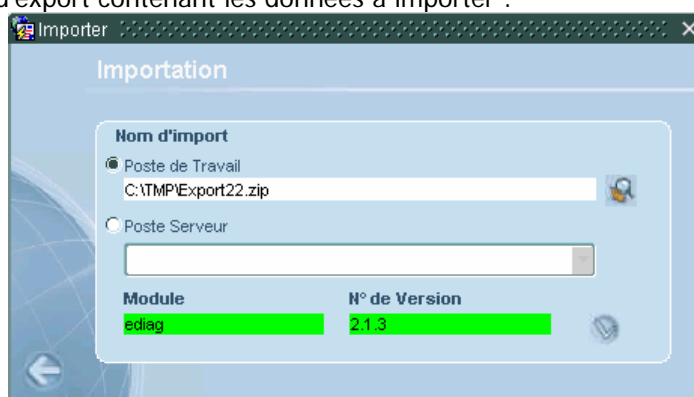 d'export contenant les données à importer :
Importer
Importation
Nom d'import
Poste de Travail
C:\TMP\Export22.zip
Poste Serveur
Module N° de Version
ediag 2.1.3